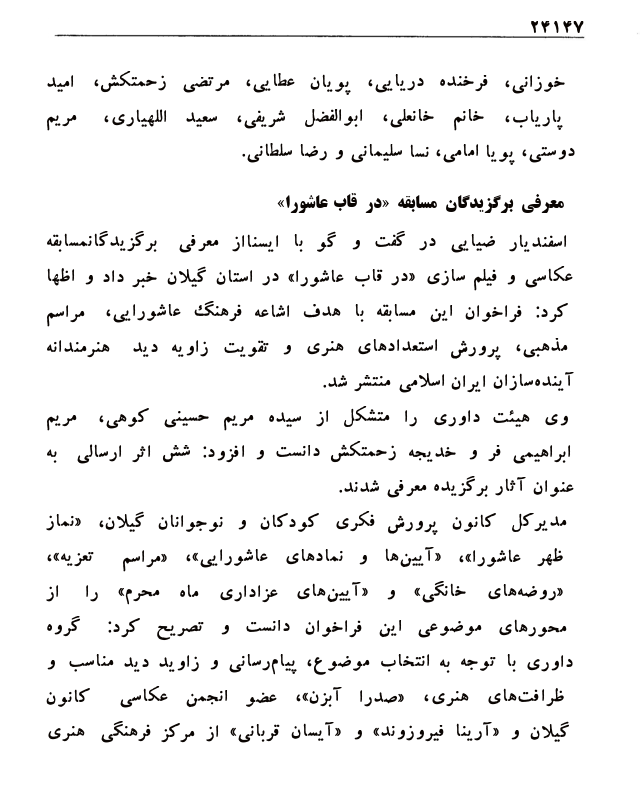 ۲۴۱۴۷
خوزانی، فرخنده دریایی، پویان عطایی، مرتضی زحمتکش، امید
پاریاب، خانم خانعلی، ابوالفضل شریفی، سعید اللهیاری، مریم
دوستی، پویا امامی، نسا سلیمانی و رضا سلطانی.
معرفی برگزیدگان مسابقه «در قاب عاشورا»
اسفندیار ضیایی در گفت و گو با ایسنااز معرفی برگزیدگانمسابقه
عکاسی و فیلم سازی «در قاب عاشورا» در استان گیلان خبر داد و اظها
کرد: فراخوان این مسابقه با هدف اشاعه فرهنگ عاشورایی، مراسم
مذهبی، پرورش استعدادهای هنری و تقویت زاویه دید هنرمندانه
آینده‌سازان ایران اسلامی منتشر شد.
وی هیئت داوری را متشکل از سیده مریم حسینی کوهی، مریم
ابراهیمی فر و خدیجه زحمتکش دانست و افزود: شش اثر ارسالی به
عنوان آثار برگزیده معرفی شدند.
مدیرکل کانون پرورش فکری کودکان و نوجوانان گیلان، «نماز
ظهر عاشورا»، «آیین‌ها و نمادهای عاشورایی»، «مراسم تعزیه»،
«روضه‌های خانگی» و «آیین‌های عزاداری ماه محرم» را از
محورهای موضوعی این فراخوان دانست و تصریح کرد: گروه
داوری با توجه به انتخاب موضوع، پیام‌رسانی و زاوید دید مناسب و
ظرافت‌های هنری، «صدرا آبزن»، عضو انجمن عکاسی کانون
گیلان و «آرینا فیروزوند» و «آیسان قربانی» از مرکز فرهنگی هنری